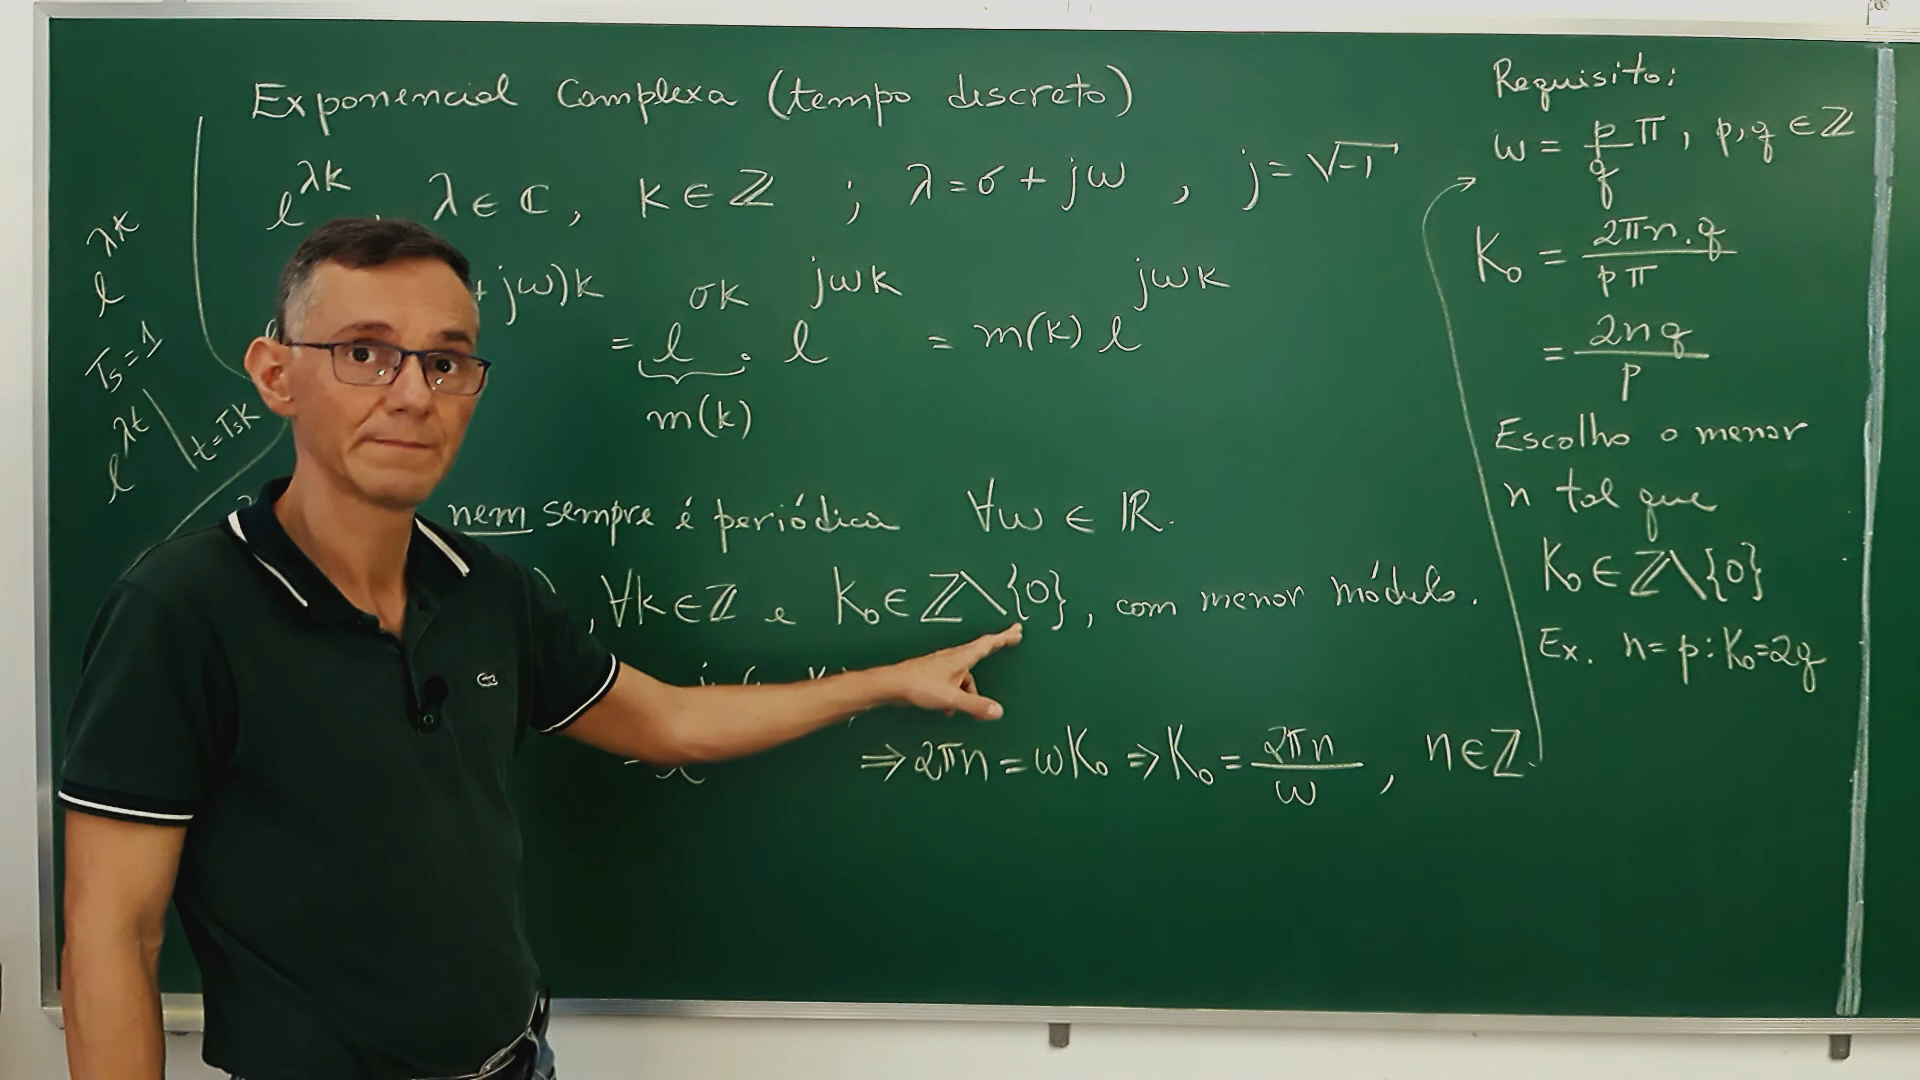 Exponencial Complexa (tempo discreto)
e^{λk}, λ ∈ ℂ, k ∈ ℤ ; λ = σ + jω , j = √-1
+ jω)k = e^{σk} . e^{jωk} = m(k) e^{jωk}
m(k)
e^{λk}
Ts = 1
e^{λt} | t = Ts k
nem sempre é periódica ∀ω ∈ ℝ.
), ∀k ∈ ℤ e K₀ ∈ ℤ\{0}, com menor módulo.
⇒ 2πn = ωK₀ ⇒ K₀ = 2πn/ω , n ∈ ℤ.
Requisito:
ω = p/q π, p,q ∈ ℤ
K₀ = 2πn.q/pπ
= 2nq/p
Escolho o menor
n tal que
K₀ ∈ ℤ\{0}
Ex. n = p : K₀ = 2q